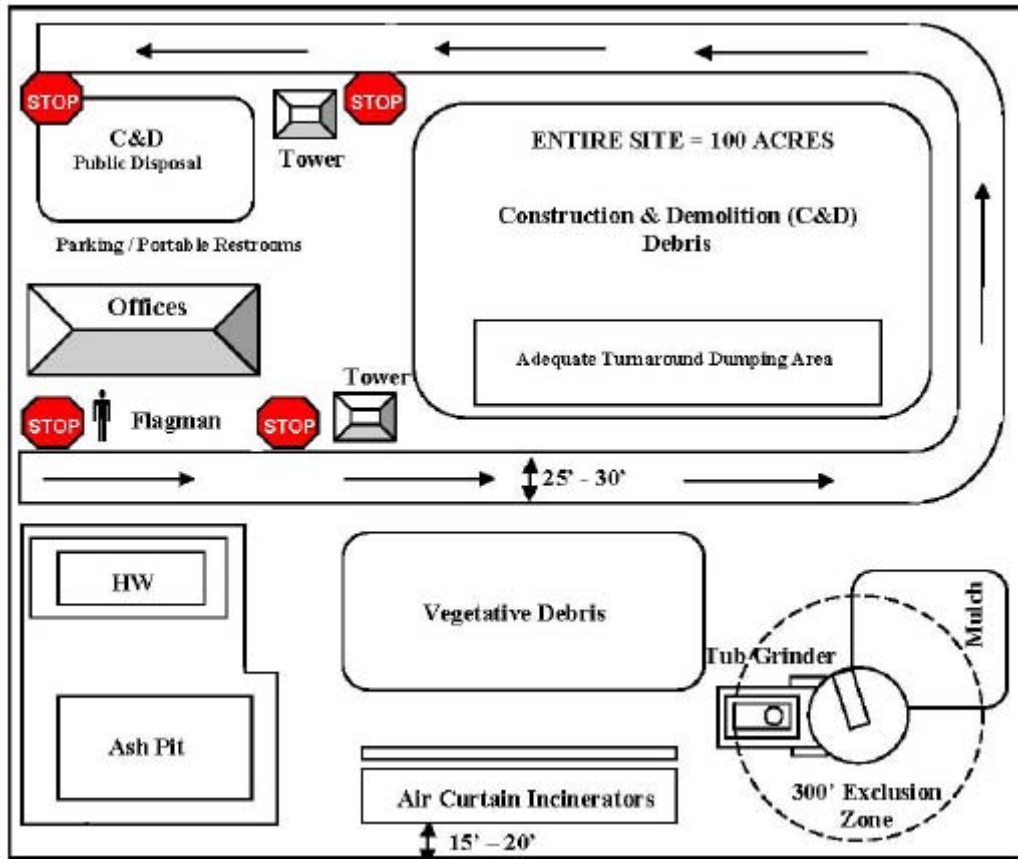 STOP
STOP
C&D
Public Disposal
Tower
ENTIRE SITE = 100 ACRES
Construction & Demolition (C&D)
Debris
Parking / Portable Restrooms
Offices
Adequate Turnaround Dumping Area
Tower
STOP
Flagman
STOP
25' - 30'
HW
Vegetative Debris
Mulch
Tub Grinder
Ash Pit
Air Curtain Incinerators
300' Exclusion
Zone
15' – 20'